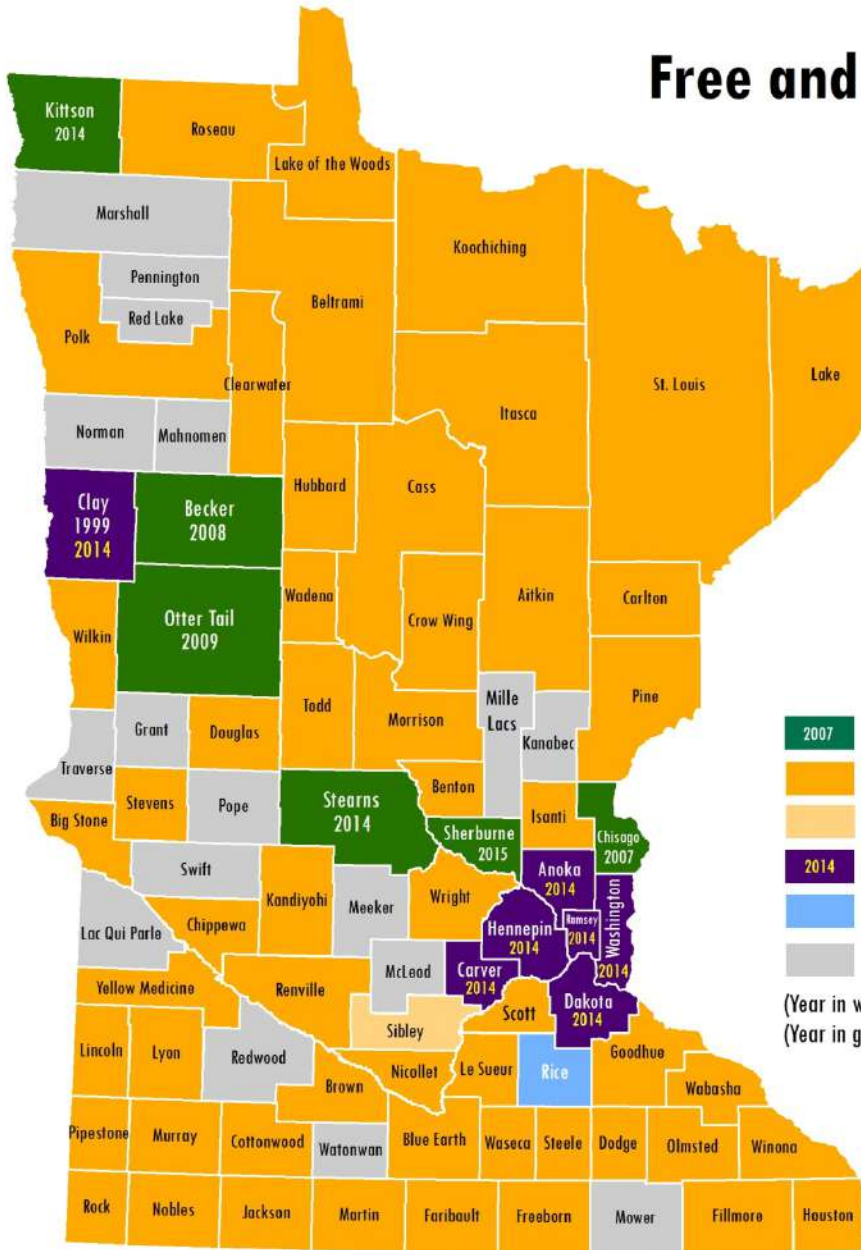 Free and
Kittson
2014
Roseau
Lake of the Woods
Marshall
Koochiching
Pennington
Beltrami
Red Lake
Polk
St. Louis
Lake
Clearwater
Itasca
Norman
Mahnomen
Hubbard
Cass
Clay
1999
2014
Becker
2008
Wadena
Aitkin
Carlton
Crow Wing
Otter Tail
2009
Wilkin
Pine
Todd
Morrison
Mille
Lacs
Grant
Douglas
Kanabec
2007
Traverse
Benton
Stevens
Pope
Stearns
2014
Isanti
Big Stone
Sherburne
2015
Chisago
2007
Swift
Anoka
2014
2014
Kandiyohi
Wright
Meeker
Lac Qui Parle
Chippewa
Hennepin
2014
Ramsey
2014
Washington
2014
McLeod
Carver
2014
Yellow Medicine
Renville
Dakota
2014
(Year in w
Scott
(Year in g
Sibley
Lincoln
Lyon
Redwood
Goodhue
Nicollet
Le Sueur
Rice
Brown
Wabasha
Pipestone
Murray
Cottonwood
Watonwan
Blue Earth
Waseca
Steele
Dodge
Olmsted
Winona
Rock
Nobles
Jackson
Martin
Faribault
Freeborn
Mower
Fillmore
Houston